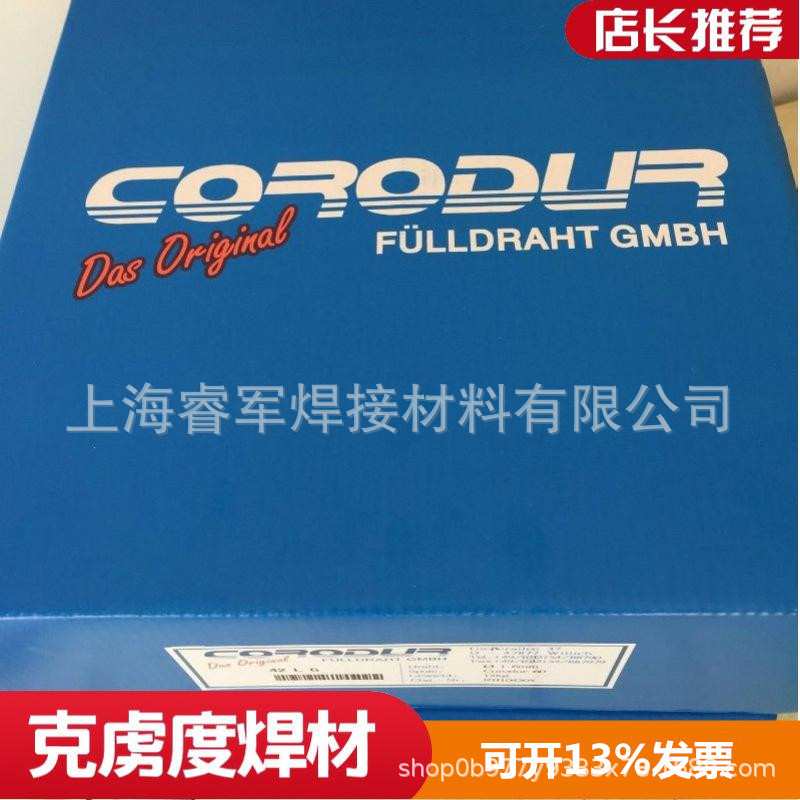 店长推荐
CORODUR
Das Original
FÜLLDRAHT GMBH
上海睿军焊接材料有限公司
CORODUR
Das Original
FÜLLDRAHT GMBH
42 L G
克虏度焊材
可开13%发票